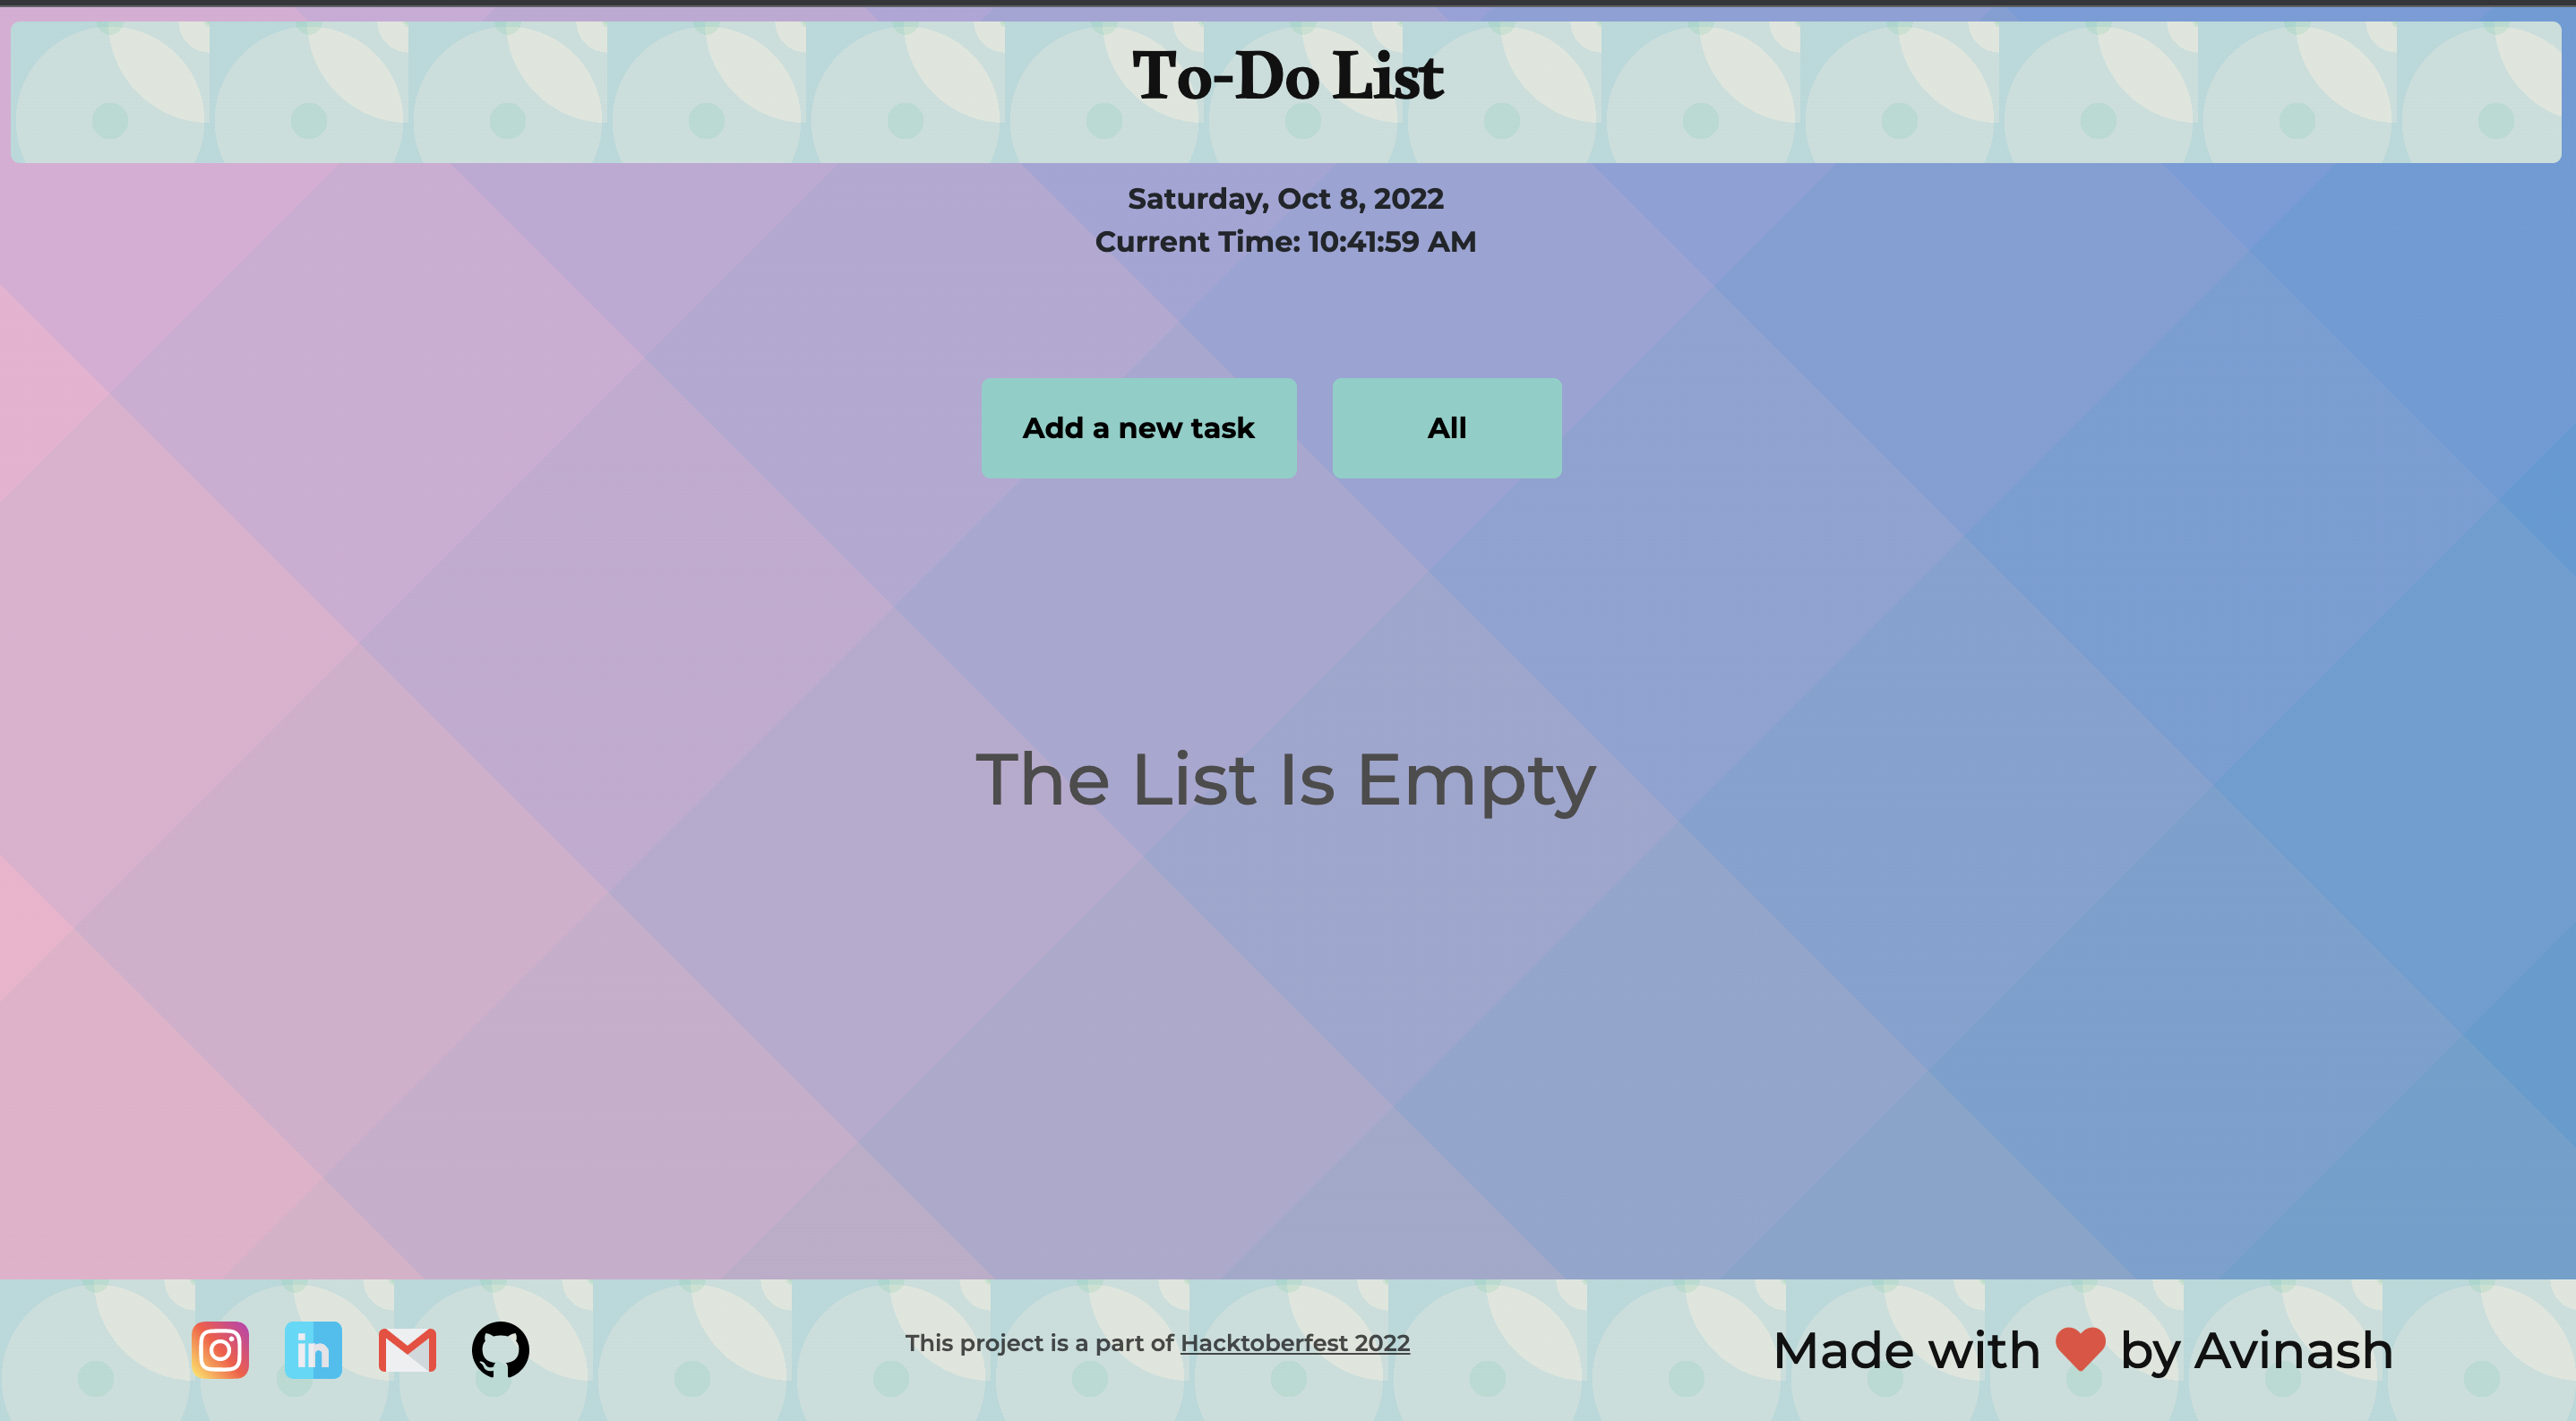 To-Do List
Saturday, Oct 8, 2022
Current Time: 10:41:59 AM
Add a new task
All
The List Is Empty
in
This project is a part of Hacktoberfest 2022
Made with ❤ by Avinash